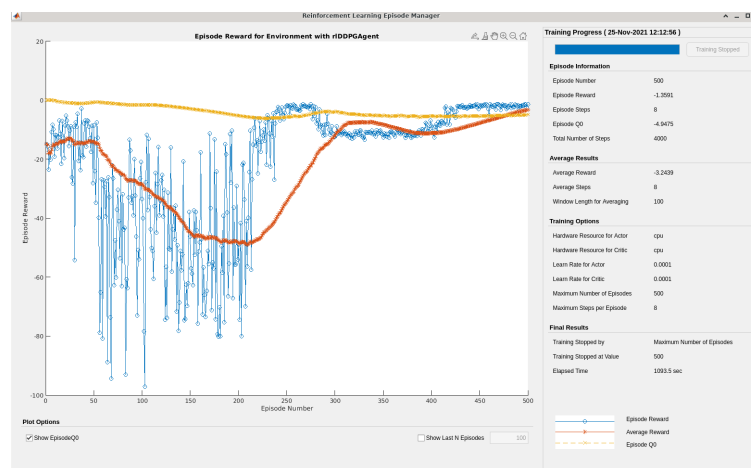 Reinforcement Learning Episode Manager
Episode Reward for Environment with rlDDPGAgent
20
0
-20
-40
-60
-80
-100
Episode Reward
0 50 100 150 200 250 300 350 400 450 500
Episode Number
Plot Options
Show EpisodeQ0
Show Last N Episodes 100
Training Progress ( 25-Nov-2021 12:12:56 )
Training Stopped
Episode Information
Episode Number 500
Episode Reward -1.3591
Episode Steps 8
Episode Q0 -4.9475
Total Number of Steps 4000
Average Results
Average Reward -3.2439
Average Steps 8
Window Length for Averaging 100
Training Options
Hardware Resource for Actor cpu
Hardware Resource for Critic cpu
Learn Rate for Actor 0.0001
Learn Rate for Critic 0.0001
Maximum Number of Episodes 500
Maximum Steps per Episode 8
Final Results
Training Stopped by Maximum Number of Episodes
Training Stopped at Value 500
Elapsed Time 1093.5 sec
Episode Reward
Average Reward
Episode Q0